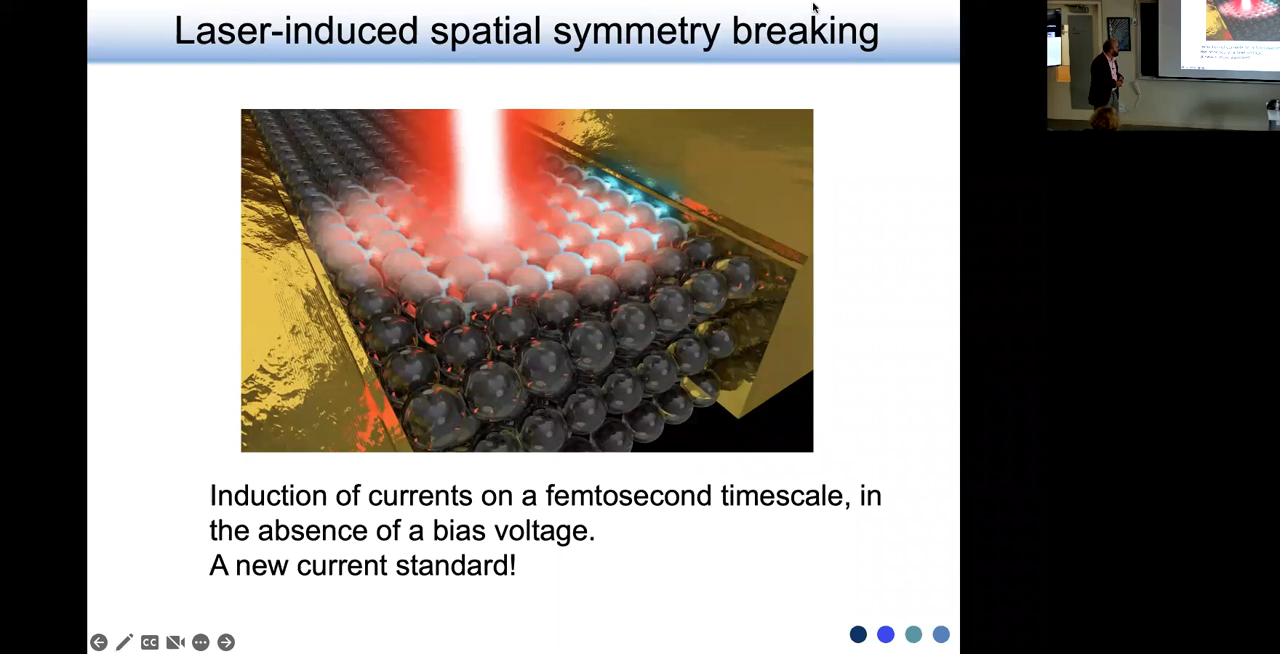 Laser-induced spatial symmetry breaking
Induction of currents on a femtosecond timescale, in
the absence of a bias voltage.
A new current standard!
CC